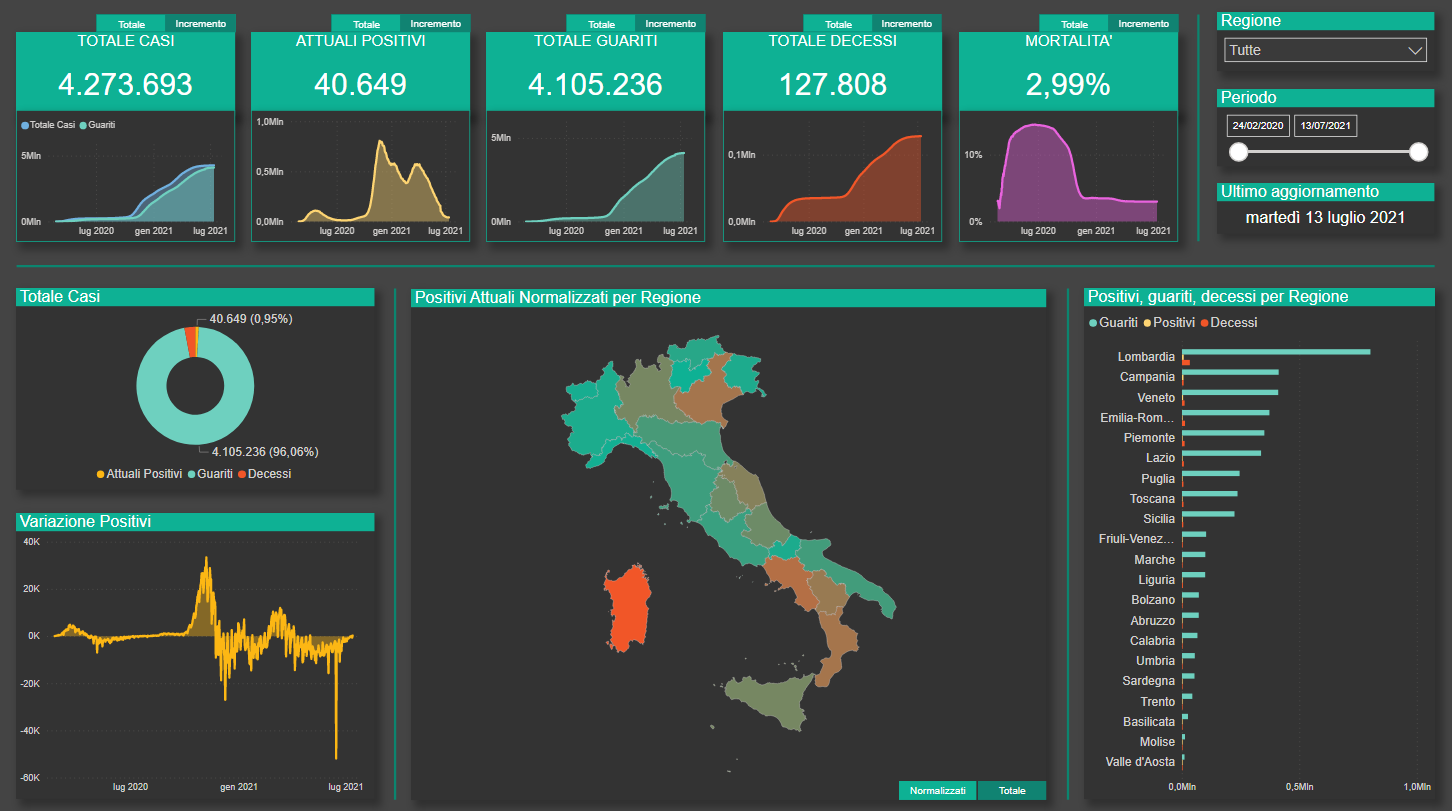 Totale Incremento
TOTALE CASI
4.273.693
Totale Casi Guariti
5Mln
0Mln
lug 2020 gen 2021 lug 2021
Totale Incremento
ATTUALI POSITIVI
40.649
1,0Mln
0,5Mln
0,0Mln
lug 2020 gen 2021 lug 2021
Totale Incremento
TOTALE GUARITI
4.105.236
5Mln
0Mln
lug 2020 gen 2021 lug 2021
Totale Incremento
TOTALE DECESSI
127.808
0,1Mln
0,0Mln
lug 2020 gen 2021 lug 2021
Totale Incremento
MORTALITA'
2,99%
10%
0%
lug 2020 gen 2021 lug 2021
Regione
Tutte
Periodo
24/02/2020 13/07/2021
Ultimo aggiornamento
martedì 13 luglio 2021
Totale Casi
40.649 (0,95%)
4.105.236 (96,06%)
Attuali Positivi Guariti Decessi
Variazione Positivi
40K
20K
0K
-20K
-40K
-60K
lug 2020 gen 2021 lug 2021
Positivi Attuali Normalizzati per Regione
Normalizzati Totale
Positivi, guariti, decessi per Regione
Guariti Positivi Decessi
Lombardia
Campania
Veneto
Emilia-Rom...
Piemonte
Lazio
Puglia
Toscana
Sicilia
Friuli-Venez...
Marche
Liguria
Bolzano
Abruzzo
Calabria
Umbria
Sardegna
Trento
Basilicata
Molise
Valle d'Aosta
0,0Mln 0,5Mln 1,0Mln